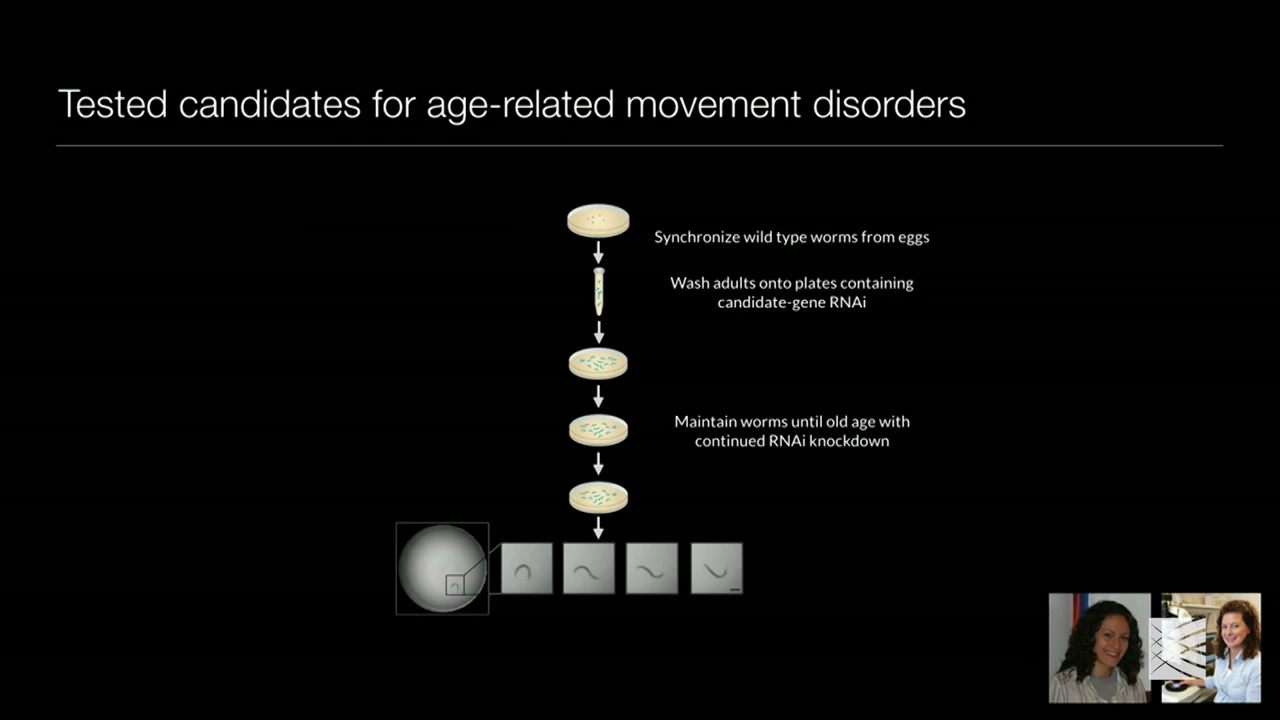 Tested candidates for age-related movement disorders
Synchronize wild type worms from eggs
Wash adults onto plates containing
candidate-gene RNAi
Maintain worms until old age with
continued RNAi knockdown